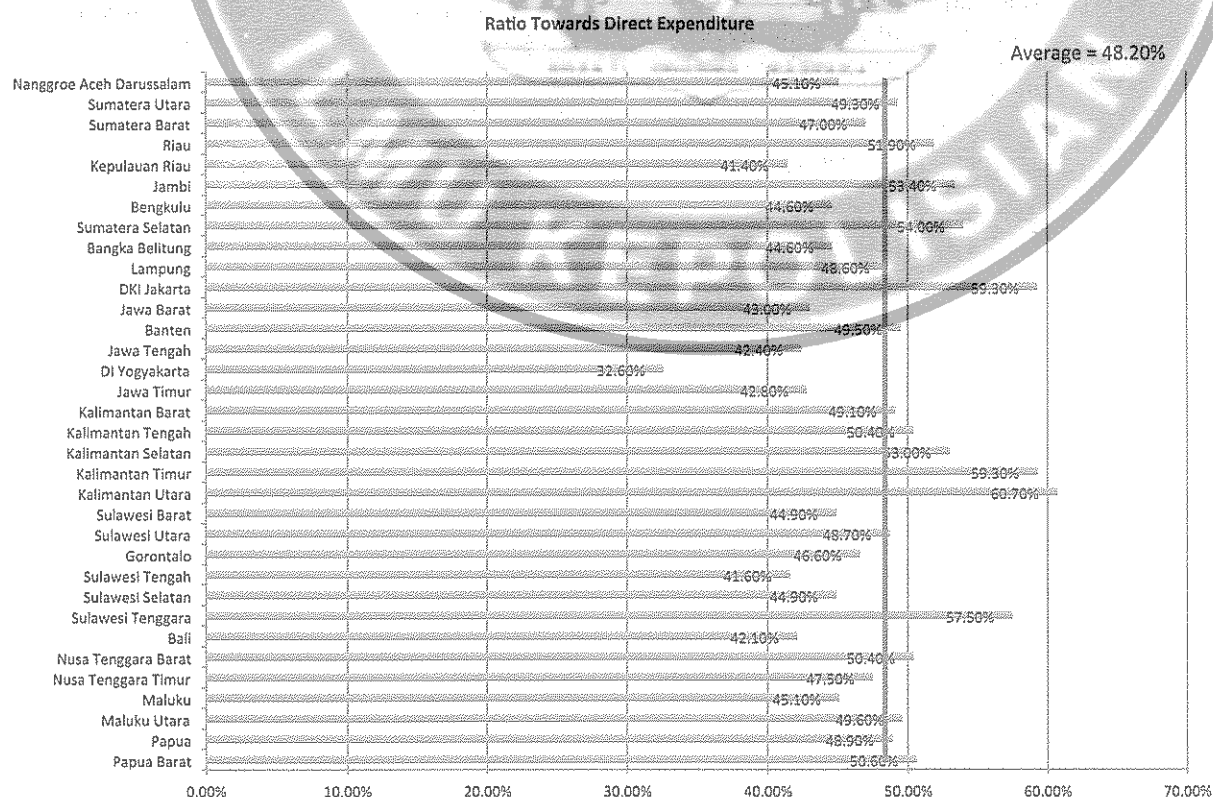 Ratio Towards Direct Expenditure
Average = 48.20%
Nanggroe Aceh Darussalam 45.10%
Sumatera Utara 49.30%
Sumatera Barat 47.00%
Riau 51.90%
Kepulauan Riau 41.40%
Jambi 53.40%
Bengkulu 44.60%
Sumatera Selatan 54.00%
Bangka Belitung 44.60%
Lampung 48.60%
DKI Jakarta 59.30%
Jawa Barat 43.00%
Banten 49.50%
Jawa Tengah 42.40%
DI Yogyakarta 32.60%
Jawa Timur 42.80%
Kalimantan Barat 49.10%
Kalimantan Tengah 50.40%
Kalimantan Selatan 53.00%
Kalimantan Timur 59.30%
Kalimantan Utara 60.70%
Sulawesi Barat 44.90%
Sulawesi Utara 48.70%
Gorontalo 46.60%
Sulawesi Tengah 41.60%
Sulawesi Selatan 44.90%
Sulawesi Tenggara 57.50%
Bali 42.10%
Nusa Tenggara Barat 50.40%
Nusa Tenggara Timur 47.50%
Maluku 45.10%
Maluku Utara 49.60%
Papua 48.90%
Papua Barat 50.60%
0.00% 10.00% 20.00% 30.00% 40.00% 50.00% 60.00% 70.00%